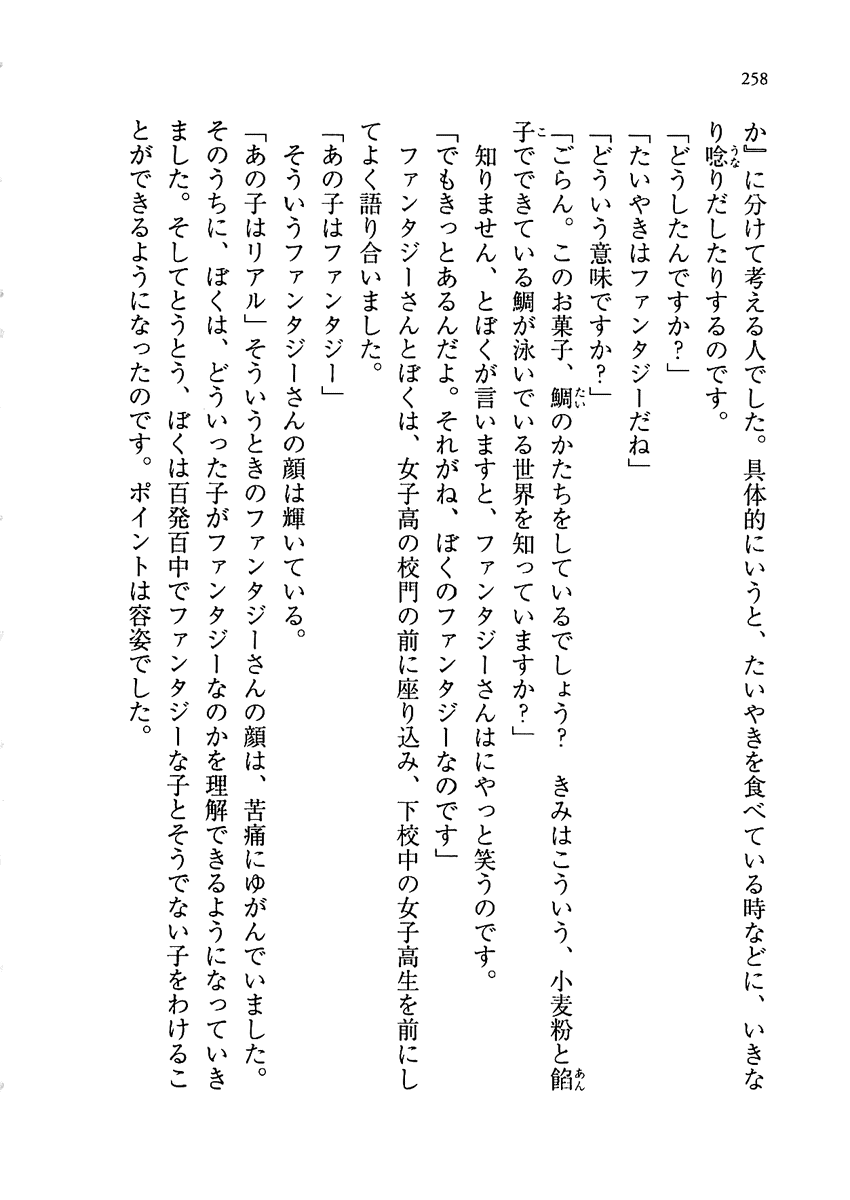 258
か』に分けて考える人でした。具体的にいうと、たいやきを食べている時などに、いきな
り唸りだしたりするのです。
「どうしたんですか？」
「たいやきはファンタジーだね」
「どういう意味ですか？」
「ごらん。このお菓子、鯛のかたちをしているでしょう？　きみはこういう、小麦粉と餡
子でできている鯛が泳いでいる世界を知っていますか？」
　知りません、とぼくが言いますと、ファンタジーさんはにやっと笑うのです。
「でもきっとあるんだよ。それがね、ぼくのファンタジーなのです」
　ファンタジーさんとぼくは、女子高の校門の前に座り込み、下校中の女子高生を前にし
てよく語り合いました。
「あの子はファンタジー」
　そういうファンタジーさんの顔は輝いている。
「あの子はリアル」そういうときのファンタジーさんの顔は、苦痛にゆがんでいました。
そのうちに、ぼくは、どういった子がファンタジーなのかを理解できるようになっていき
ました。そしてとうとう、ぼくは百発百中でファンタジーな子とそうでない子をわけるこ
とができるようになったのです。ポイントは容姿でした。